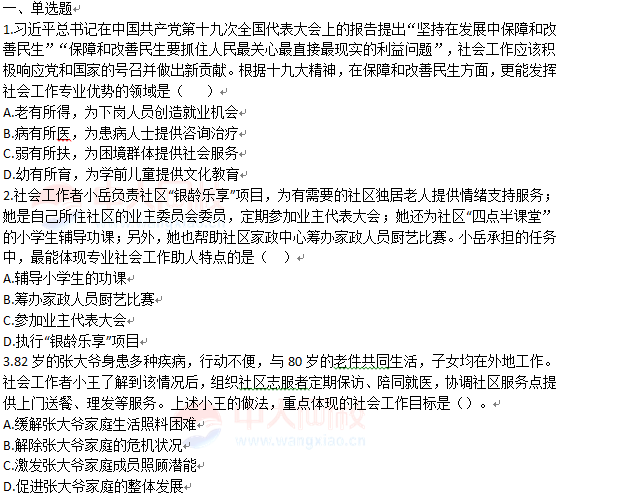 一、单选题
1.习近平总书记在中国共产党第十九次全国代表大会上的报告提出“坚持在发展中保障和改
善民生”“保障和改善民生要抓住人民最关心最直接最现实的利益问题”，社会工作应该积
极响应党和国家的号召并做出新贡献。根据十九大精神，在保障和改善民生方面，更能发挥
社会工作专业优势的领域是（　）
A.老有所得，为下岗人员创造就业机会
B.病有所医，为患病人士提供咨询治疗
C.弱有所扶，为困境群体提供社会服务
D.幼有所育，为学前儿童提供文化教育
2.社会工作者小岳负责社区“银龄乐享”项目，为有需要的社区独居老人提供情绪支持服务；
她是自己所住社区的业主委员会委员，定期参加业主代表大会；她还为社区“四点半课堂”
的小学生辅导功课；另外，她也帮助社区家政中心筹办家政人员厨艺比赛。小岳承担的任务
中，最能体现专业社会工作助人特点的是（　）
A.辅导小学生的功课
B.筹办家政人员厨艺比赛
C.参加业主代表大会
D.执行“银龄乐享”项目
3.82 岁的张大爷身患多种疾病，行动不便，与 80 岁的老件共同生活，子女均在外地工作。
社会工作者小王了解到该情况后，组织社区志服者定期保访、陪同就医，协调社区服务点提
供上门送餐、理发等服务。上述小王的做法，重点体现的社会工作目标是（）。
A.缓解张大爷家庭生活照料困难
B.解除张大爷家庭的危机状况
C.激发张大爷家庭成员照顾潜能
D.促进张大爷家庭的整体发展
www.wangxiao.cn